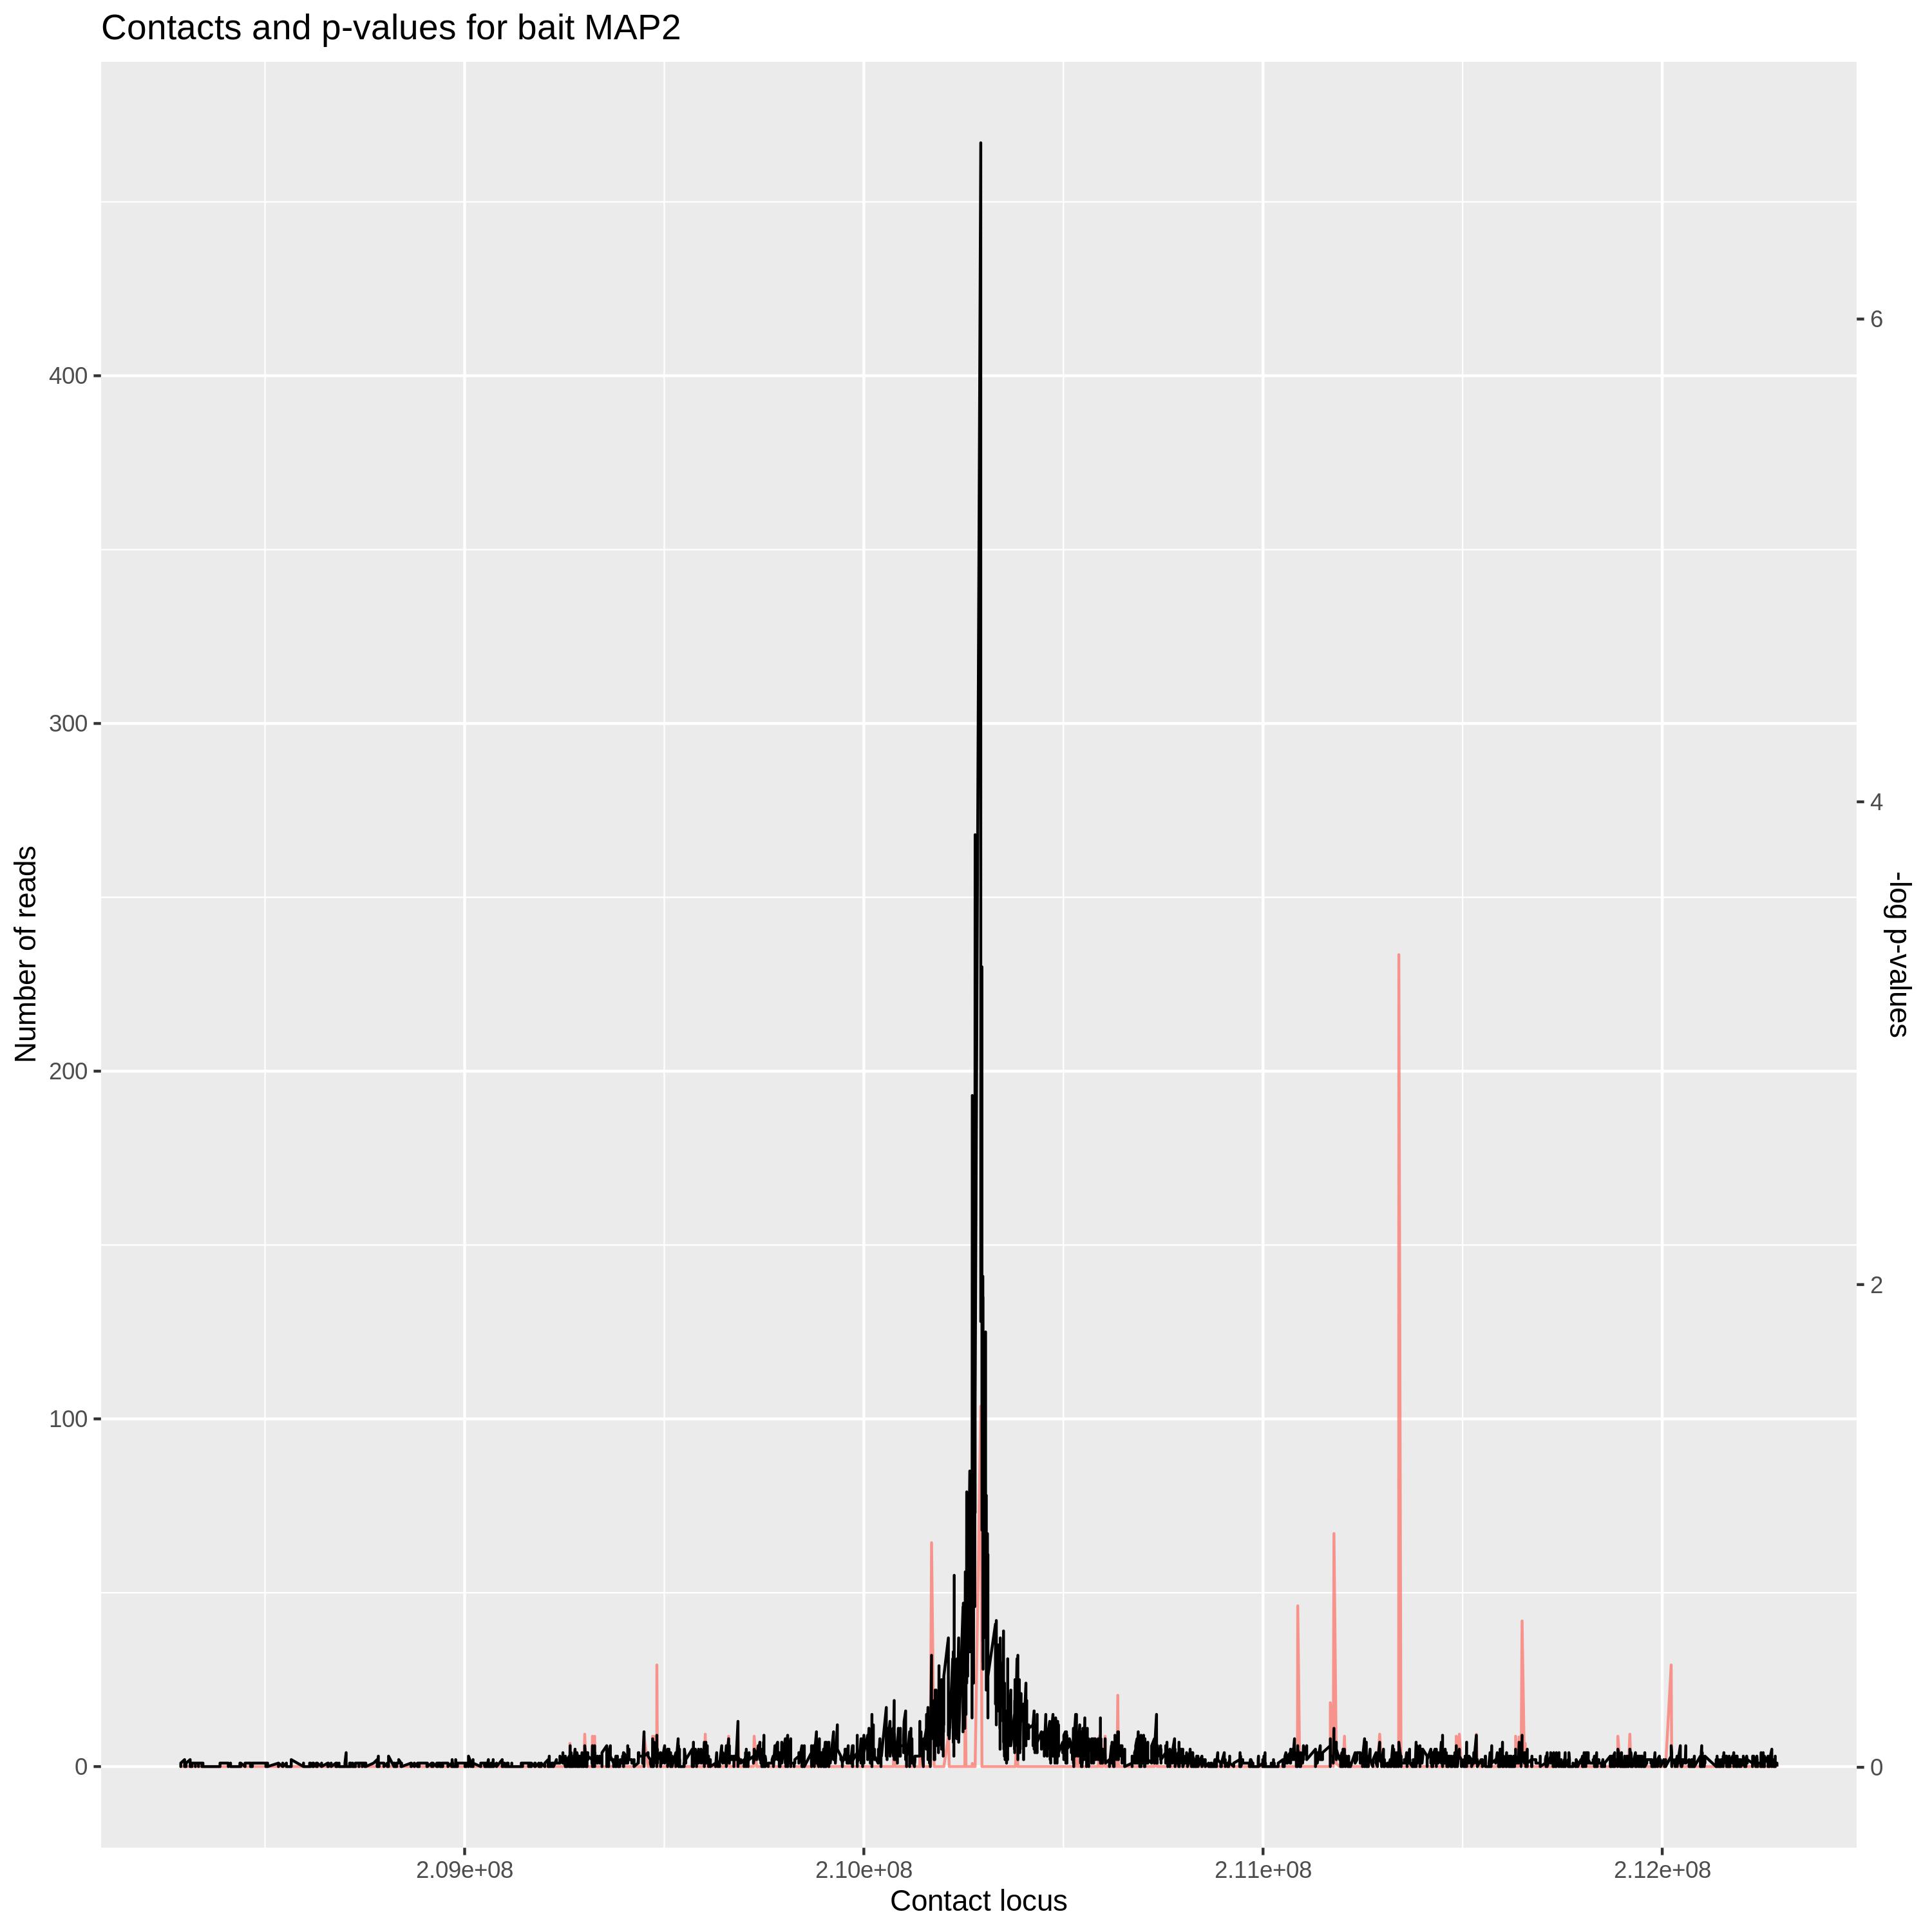 Contacts and p-values for bait MAP2
Number of reads
400
300
200
100
0
6
4
2
0
-log p-values
2.09e+08
2.10e+08
2.11e+08
2.12e+08
Contact locus